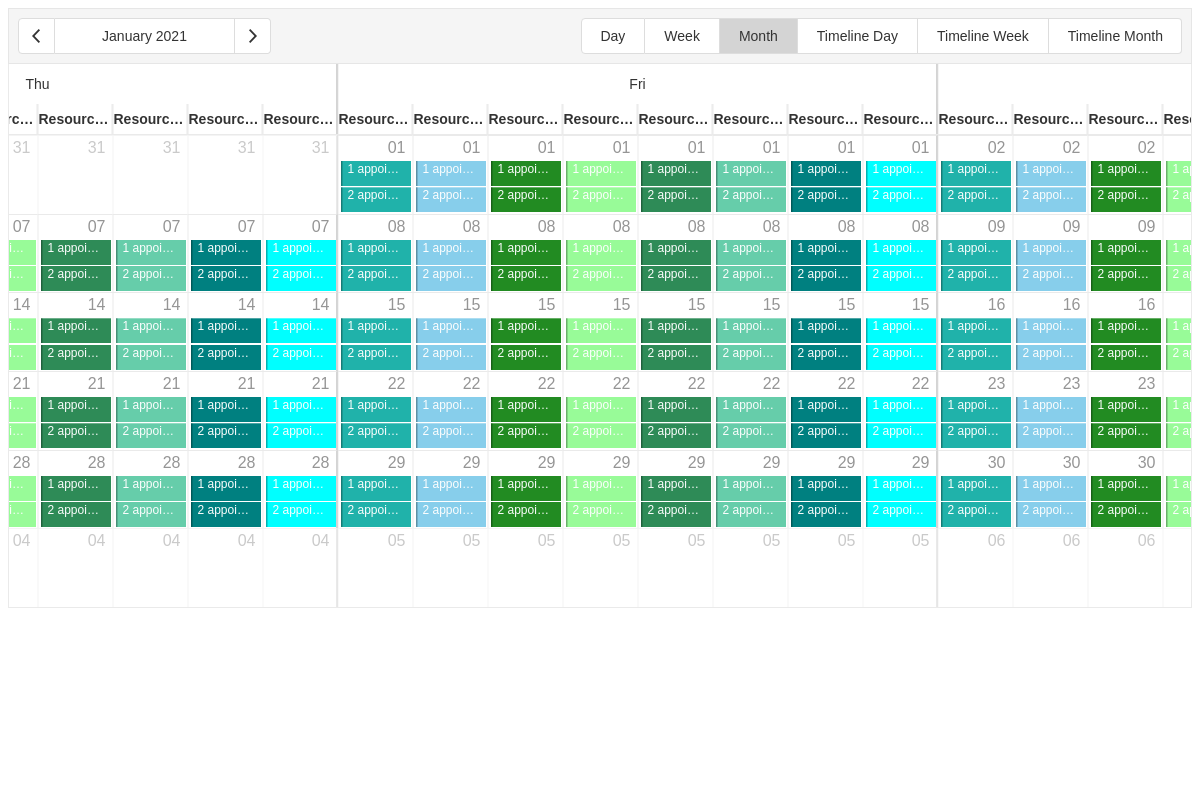 January 2021 Day Week Month Timeline Day Timeline Week Timeline Month
Thu Fri
rc… Resourc… Resourc… Resourc… Resourc… Resourc… Resourc… Resourc… Resourc… Resourc… Resourc… Resourc… Resourc… Resourc… Resourc… Resourc… Reso
31 31 31 31 31 01 01 01 01 01 01 01 01 02 02 02
1 appoi… 1 appoi… 1 appoi… 1 appoi… 1 appoi… 1 appoi… 1 appoi… 1 appoi… 1 appoi… 1 appoi… 1 appoi… 1 a
2 appoi… 2 appoi… 2 appoi… 2 appoi… 2 appoi… 2 appoi… 2 appoi… 2 appoi… 2 appoi… 2 appoi… 2 appoi… 2 a
07 07 07 07 07 08 08 08 08 08 08 08 08 09 09 09
i… 1 appoi… 1 appoi… 1 appoi… 1 appoi… 1 appoi… 1 appoi… 1 appoi… 1 appoi… 1 appoi… 1 appoi… 1 appoi… 1 appoi… 1 appoi… 1 appoi… 1 appoi… 1 a
i… 2 appoi… 2 appoi… 2 appoi… 2 appoi… 2 appoi… 2 appoi… 2 appoi… 2 appoi… 2 appoi… 2 appoi… 2 appoi… 2 appoi… 2 appoi… 2 appoi… 2 appoi… 2 a
14 14 14 14 14 15 15 15 15 15 15 15 15 16 16 16
i… 1 appoi… 1 appoi… 1 appoi… 1 appoi… 1 appoi… 1 appoi… 1 appoi… 1 appoi… 1 appoi… 1 appoi… 1 appoi… 1 appoi… 1 appoi… 1 appoi… 1 appoi… 1 a
i… 2 appoi… 2 appoi… 2 appoi… 2 appoi… 2 appoi… 2 appoi… 2 appoi… 2 appoi… 2 appoi… 2 appoi… 2 appoi… 2 appoi… 2 appoi… 2 appoi… 2 appoi… 2 a
21 21 21 21 21 22 22 22 22 22 22 22 22 23 23 23
i… 1 appoi… 1 appoi… 1 appoi… 1 appoi… 1 appoi… 1 appoi… 1 appoi… 1 appoi… 1 appoi… 1 appoi… 1 appoi… 1 appoi… 1 appoi… 1 appoi… 1 appoi… 1 a
i… 2 appoi… 2 appoi… 2 appoi… 2 appoi… 2 appoi… 2 appoi… 2 appoi… 2 appoi… 2 appoi… 2 appoi… 2 appoi… 2 appoi… 2 appoi… 2 appoi… 2 appoi… 2 a
28 28 28 28 28 29 29 29 29 29 29 29 29 30 30 30
i… 1 appoi… 1 appoi… 1 appoi… 1 appoi… 1 appoi… 1 appoi… 1 appoi… 1 appoi… 1 appoi… 1 appoi… 1 appoi… 1 appoi… 1 appoi… 1 appoi… 1 appoi… 1 a
i… 2 appoi… 2 appoi… 2 appoi… 2 appoi… 2 appoi… 2 appoi… 2 appoi… 2 appoi… 2 appoi… 2 appoi… 2 appoi… 2 appoi… 2 appoi… 2 appoi… 2 appoi… 2 a
04 04 04 04 04 05 05 05 05 05 05 05 05 06 06 06